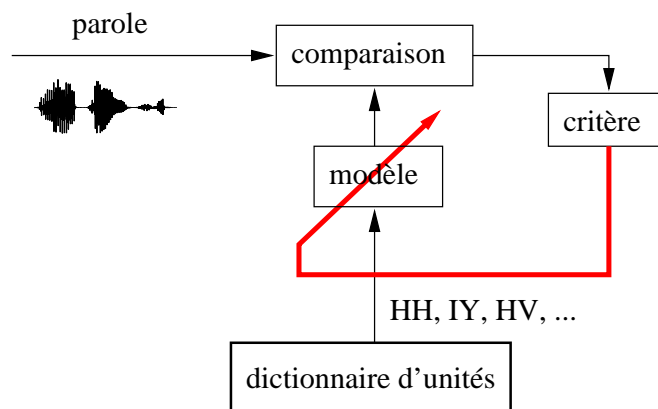 parole
comparaison
critère
modèle
HH, IY, HV, ...
dictionnaire d'unités